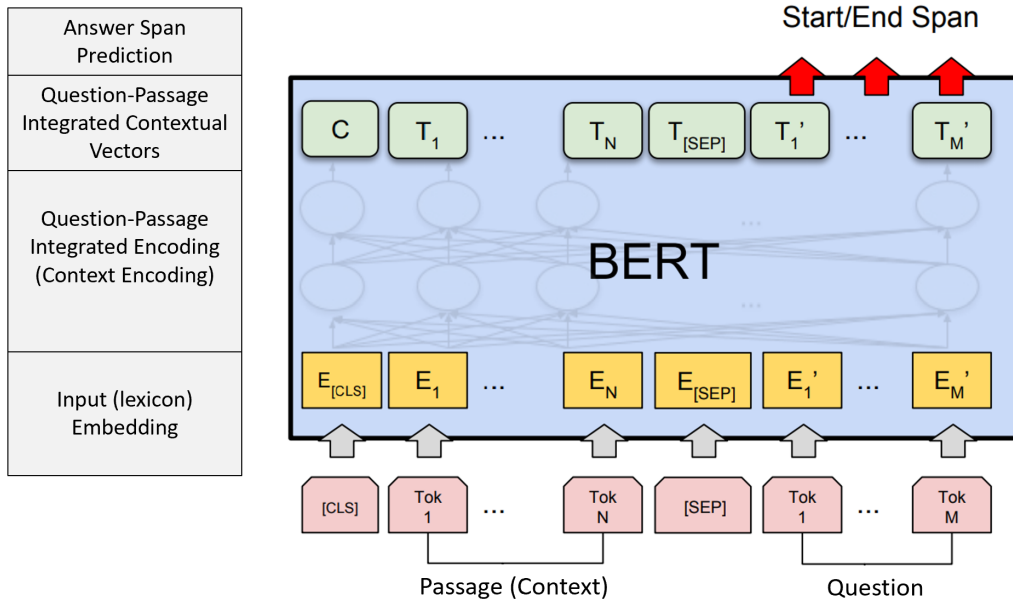 Start/End Span
Answer Span
Prediction
Question-Passage
Integrated Contextual
Vectors
Question-Passage
Integrated Encoding
(Context Encoding)
Input (lexicon)
Embedding
C T1 ... TN T[SEP] T1’ ... TM’
...
BERT
...
E[CLS] E1 ... EN E[SEP] E1’ ... EM’
[CLS] Tok 1 ... Tok N [SEP] Tok 1 ... Tok M
Passage (Context) Question